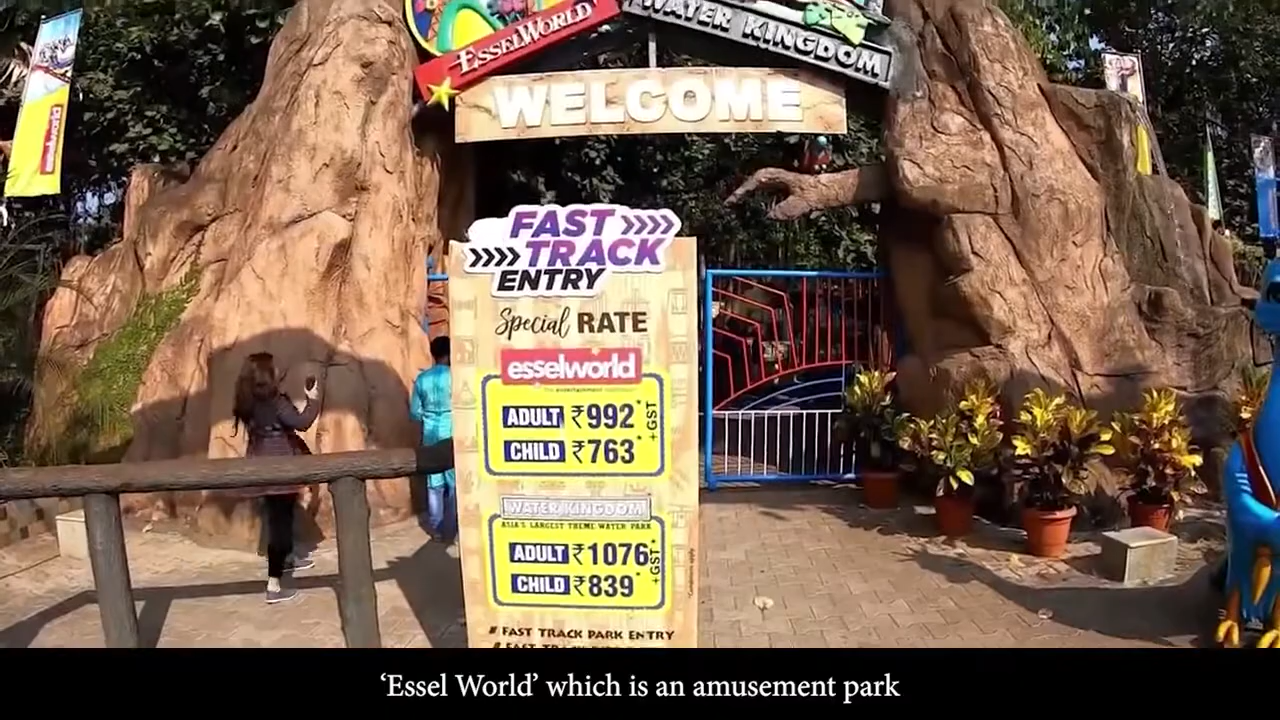 ESSELWORLD
WATER KINGDOM
WELCOME
FAST
TRACK
ENTRY
Special RATE
esselworld
ADULT ₹992* +GST
CHILD ₹763*
WATER KINGDOM
ASIA'S LARGEST THEME WATER PARK
ADULT ₹1076* +GST
CHILD ₹839*
# FAST TRACK PARK ENTRY
# FAST TRACK
‘Essel World’ which is an amusement park